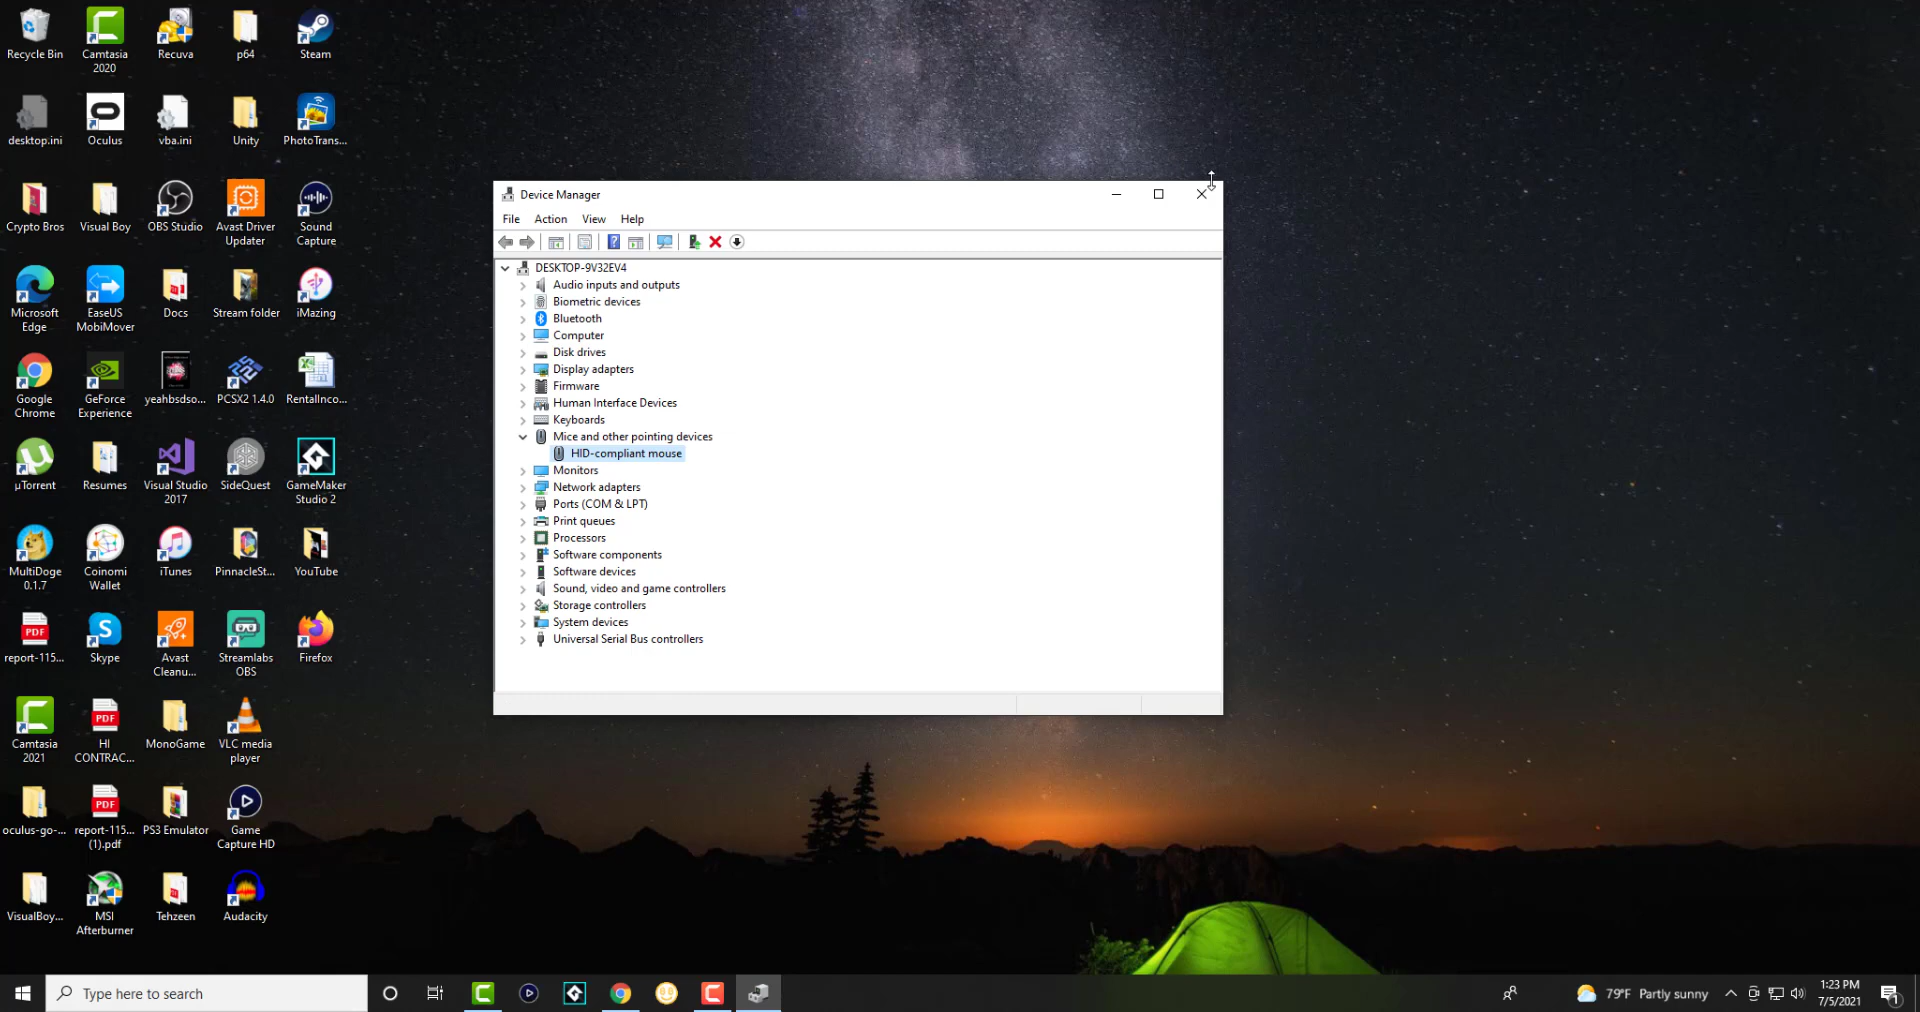 Recycle Bin
Camtasia
2020
Recuva
p64
Steam
desktop.ini
Oculus
vba.ini
Unity
PhotoTrans...
Crypto Bros
Visual Boy
OBS Studio
Avast Driver
Updater
Sound
Capture
Microsoft
Edge
EaseUS
MobiMover
Docs
Stream folder
iMazing
Google
Chrome
GeForce
Experience
yeahbsdso...
PCSX2 1.4.0
RentalInco...
µTorrent
Resumes
Visual Studio
2017
SideQuest
GameMaker
Studio 2
MultiDoge
0.1.7
Coinomi
Wallet
iTunes
PinnacleSt...
YouTube
PDF
report-115...
Skype
Avast
Cleanu...
Streamlabs
OBS
Firefox
Camtasia
2021
PDF
HI
CONTRAC...
MonoGame
VLC media
player
oculus-go-...
PDF
report-115...
(1).pdf
PS3 Emulator
Game
Capture HD
VisualBoy...
MSI
Afterburner
Tehzeen
Audacity
Device Manager
File Action View Help
DESKTOP-9V32EV4
Audio inputs and outputs
Biometric devices
Bluetooth
Computer
Disk drives
Display adapters
Firmware
Human Interface Devices
Keyboards
Mice and other pointing devices
HID-compliant mouse
Monitors
Network adapters
Ports (COM & LPT)
Print queues
Processors
Software components
Software devices
Sound, video and game controllers
Storage controllers
System devices
Universal Serial Bus controllers
Type here to search
79°F Partly sunny
1:23 PM
7/5/2021
1